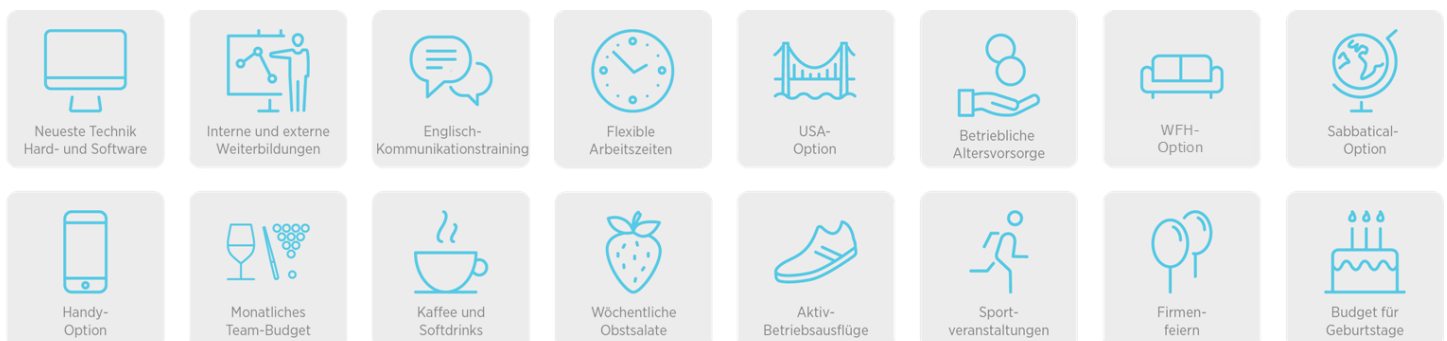 Neueste Technik
Hard- und Software
Interne und externe
Weiterbildungen
Englisch-
Kommunikationstraining
Flexible
Arbeitszeiten
USA-
Option
Betriebliche
Altersvorsorge
WFH-
Option
Sabbatical-
Option
Handy-
Option
Monatliches
Team-Budget
Kaffee und
Softdrinks
Wöchentliche
Obstsalate
Aktiv-
Betriebsausflüge
Sport-
veranstaltungen
Firmen-
feiern
Budget für
Geburtstage